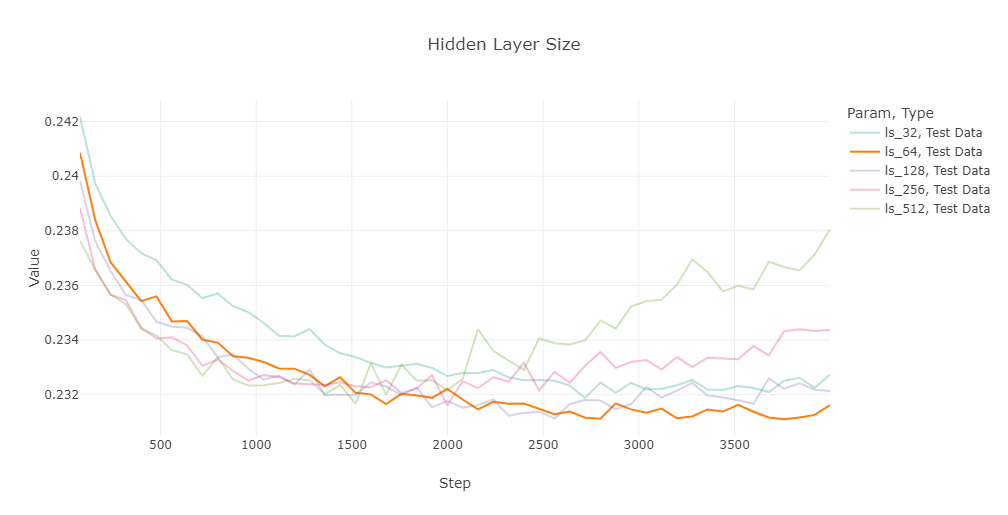 Hidden Layer Size
Value
0.242
0.24
0.238
0.236
0.234
0.232
500
1000
1500
2000
2500
3000
3500
Step
Param, Type
ls_32, Test Data
ls_64, Test Data
ls_128, Test Data
ls_256, Test Data
ls_512, Test Data